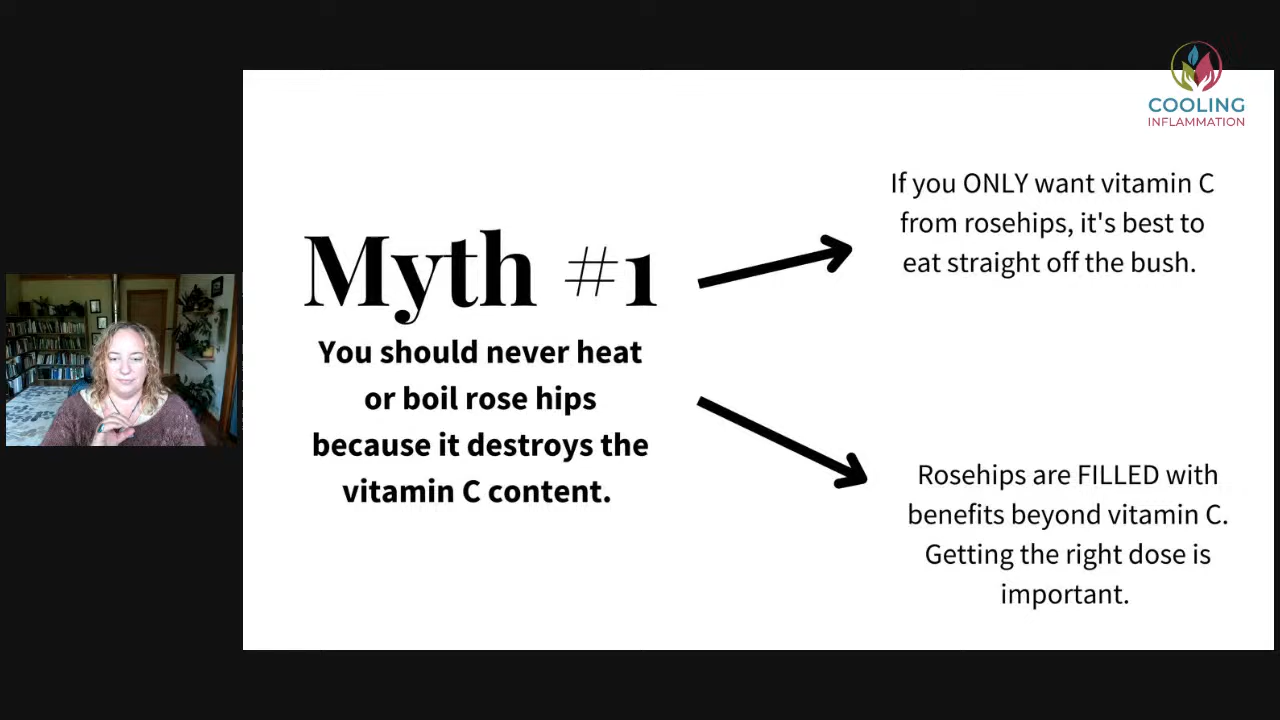 COOLING
INFLAMMATION
Myth #1
You should never heat
or boil rose hips
because it destroys the
vitamin C content.
If you ONLY want vitamin C
from rosehips, it's best to
eat straight off the bush.
Rosehips are FILLED with
benefits beyond vitamin C.
Getting the right dose is
important.